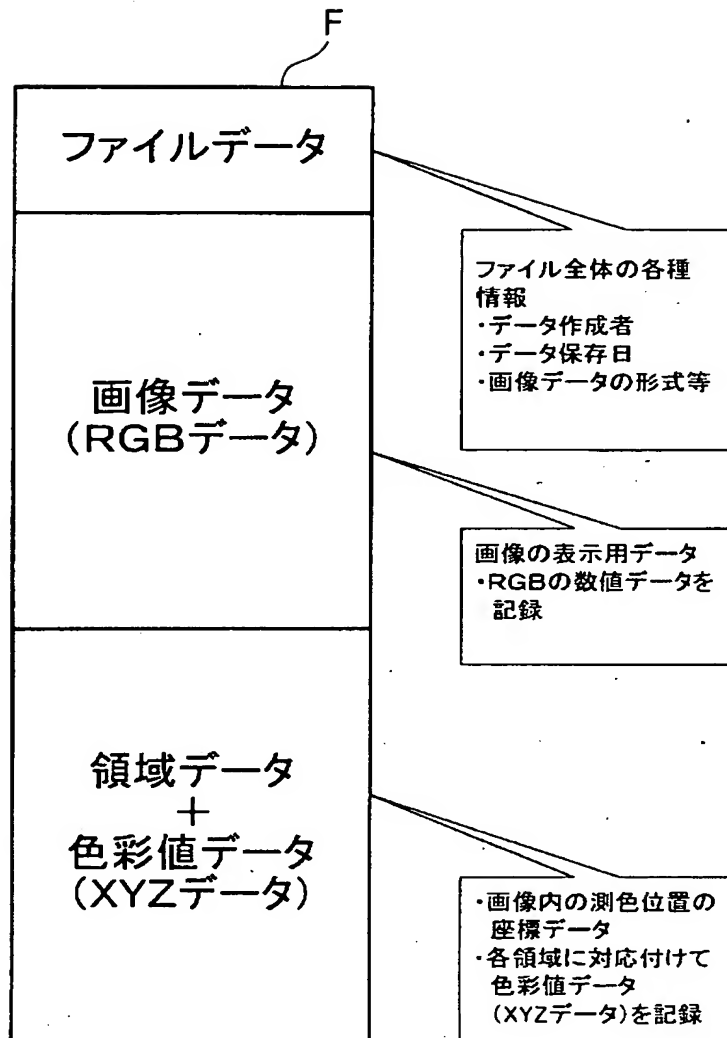 F
ファイルデータ
ファイル全体の各種
情報
・データ作成者
・データ保存日
・画像データの形式等
画像データ
(RGBデータ)
画像の表示用データ
・RGBの数値データを
記録
領域データ
+
色彩値データ
(XYZデータ)
・画像内の測色位置の
座標データ
・各領域に対応付けて
色彩値データ
(XYZデータ)を記録